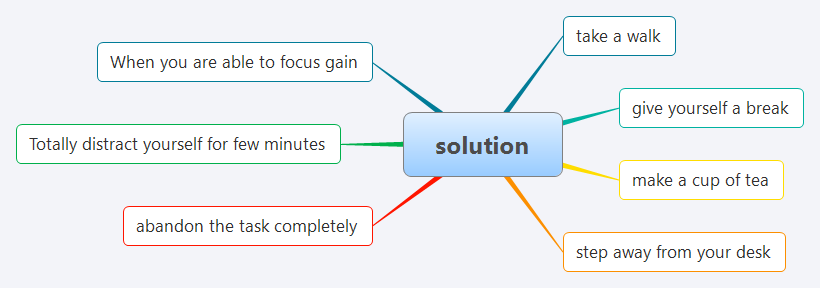 take a walk
When you are able to focus gain
give yourself a break
Totally distract yourself for few minutes
solution
make a cup of tea
abandon the task completely
step away from your desk